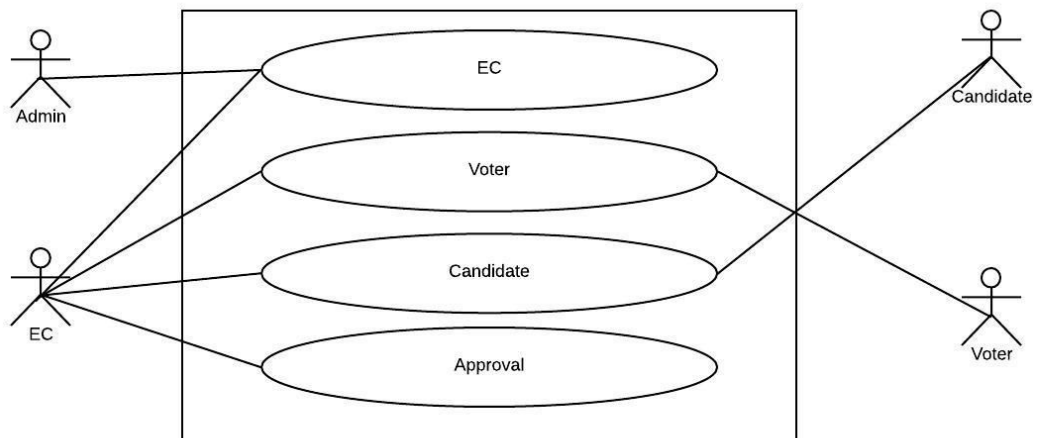 EC
Admin
Candidate
Voter
Candidate
EC
Voter
Approval